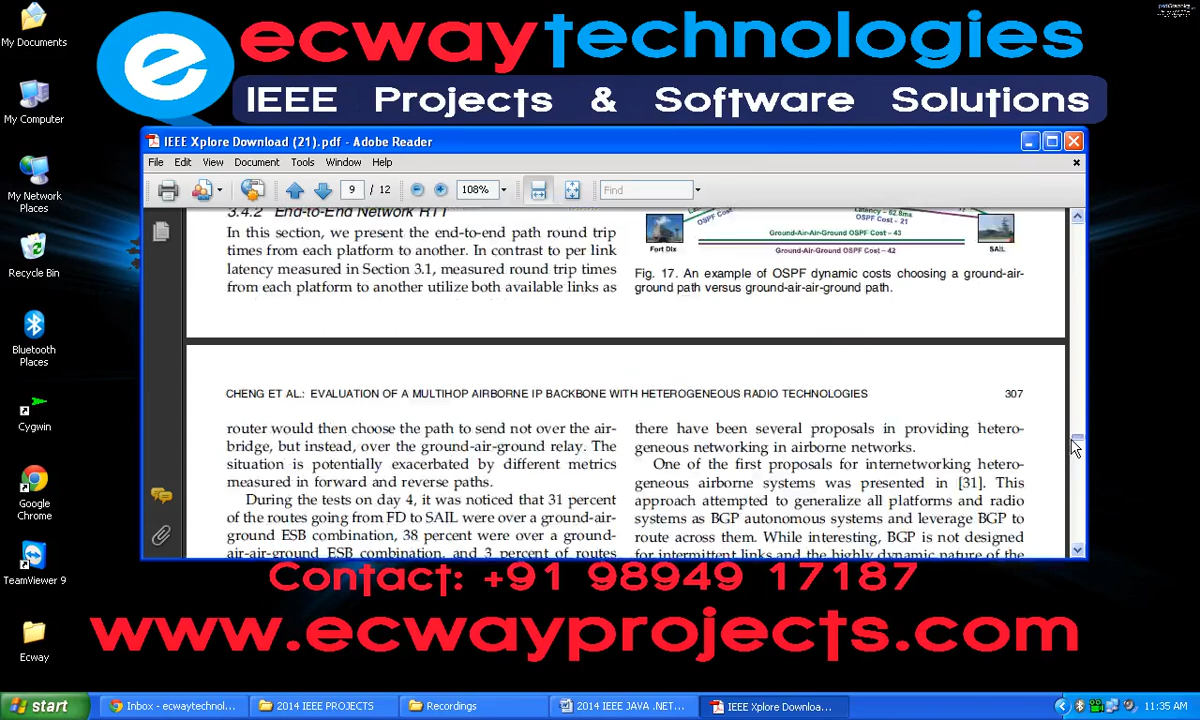 ecwaytechnologies
IEEE Projects & Software Solutions
My Documents
My Computer
My Network
Places
Recycle Bin
Bluetooth
Places
Cygwin
Google
Chrome
TeamViewer 9
Ecway
IEEE Xplore Download (21).pdf - Adobe Reader
File Edit View Document Tools Window Help
9 / 12 108% Find
3.4.2 End-to-End Network RTT
In this section, we present the end-to-end path round trip
times from each platform to another. In contrast to per link
latency measured in Section 3.1, measured round trip times
from each platform to another utilize both available links as
OSPF Cost
Latency – 62.8ms
OSPF Cost – 21
Ground-Air-Ground OSPF Cost – 43
Fort Dix SAIL
Ground-Air-Air-Ground OSPF Cost – 42
Fig. 17. An example of OSPF dynamic costs choosing a ground-air-
ground path versus ground-air-air-ground path.
CHENG ET AL.: EVALUATION OF A MULTIHOP AIRBORNE IP BACKBONE WITH HETEROGENEOUS RADIO TECHNOLOGIES 307
router would then choose the path to send not over the air-
bridge, but instead, over the ground-air-ground relay. The
situation is potentially exacerbated by different metrics
measured in forward and reverse paths.
During the tests on day 4, it was noticed that 31 percent
of the routes going from FD to SAIL were over a ground-air-
ground ESB combination, 38 percent were over a ground-
air-air-ground ESB combination, and 3 percent of routes
there have been several proposals in providing hetero-
geneous networking in airborne networks.
One of the first proposals for internetworking hetero-
geneous airborne systems was presented in [31]. This
approach attempted to generalize all platforms and radio
systems as BGP autonomous systems and leverage BGP to
route across them. While interesting, BGP is not designed
for intermittent links and the highly dynamic nature of the
Contact: +91 98949 17187
www.ecwayprojects.com
start
Inbox - ecwaytechnol...
2014 IEEE PROJECTS
Recordings
2014 IEEE JAVA .NET...
IEEE Xplore Downloa...
11:35 AM